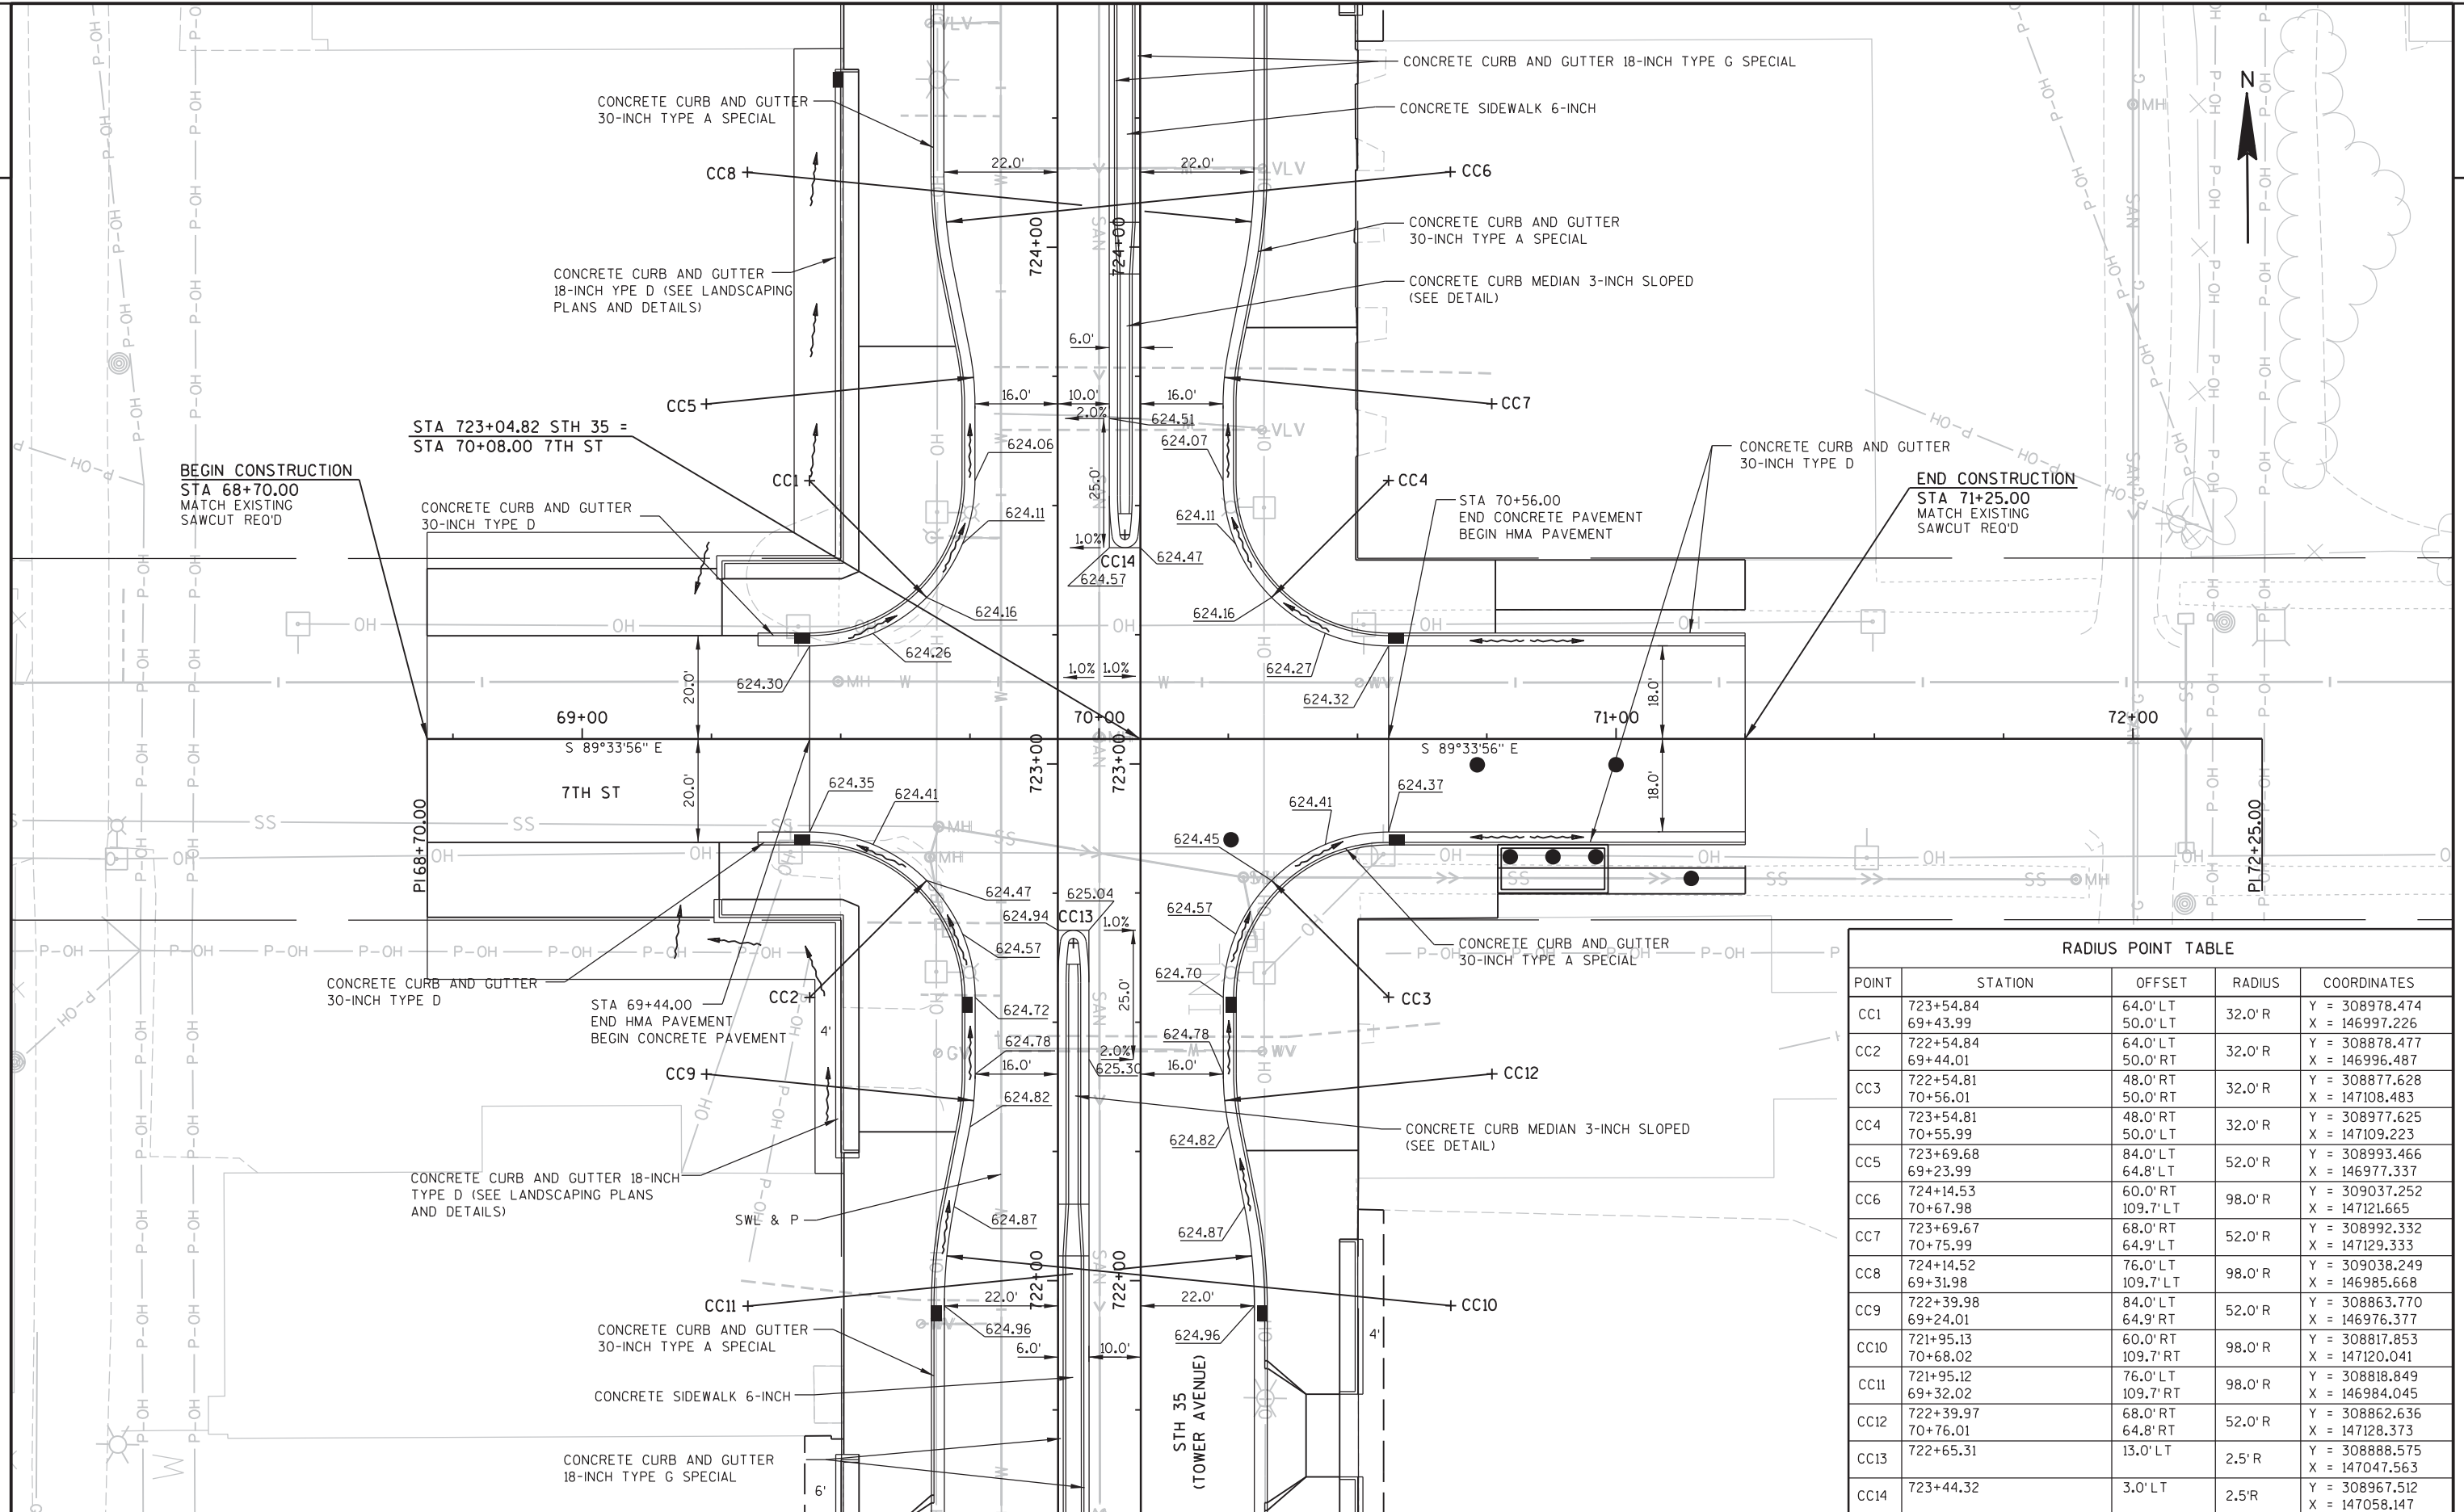 CONCRETE CURB AND GUTTER 18-INCH TYPE G SPECIAL
CONCRETE CURB AND GUTTER
30-INCH TYPE A SPECIAL
CONCRETE SIDEWALK 6-INCH
N
CC8
22.0'
22.0'
CC6
VLV
VLV
724+00
724+00
CONCRETE CURB AND GUTTER
30-INCH TYPE A SPECIAL
CONCRETE CURB AND GUTTER
18-INCH YPE D (SEE LANDSCAPING
PLANS AND DETAILS)
CONCRETE CURB MEDIAN 3-INCH SLOPED
(SEE DETAIL)
6.0'
CC5
16.0'
10.0'
16.0'
CC7
2.0%
624.51
STA 723+04.82 STH 35 =
STA 70+08.00 7TH ST
624.06
624.07
VLV
CONCRETE CURB AND GUTTER
30-INCH TYPE D
BEGIN CONSTRUCTION
STA 68+70.00
MATCH EXISTING
SAWCUT REQ'D
CC1
25.0'
CC4
END CONSTRUCTION
STA 71+25.00
MATCH EXISTING
SAWCUT REQ'D
CONCRETE CURB AND GUTTER
30-INCH TYPE D
624.11
624.11
STA 70+56.00
END CONCRETE PAVEMENT
BEGIN HMA PAVEMENT
1.0%
CC14
624.47
624.57
624.16
624.16
624.26
624.27
1.0%
1.0%
624.30
624.32
20.0'
18.0'
69+00
70+00
71+00
72+00
S 89°33'56" E
S 89°33'56" E
723+00
723+00
7TH ST
20.0'
18.0'
624.35
624.41
624.41
624.37
PI 68+70.00
PI 72+25.00
624.45
624.47
625.04
624.94
CC13
1.0%
624.57
624.57
CONCRETE CURB AND GUTTER
30-INCH TYPE A SPECIAL
CONCRETE CURB AND GUTTER
30-INCH TYPE D
STA 69+44.00
END HMA PAVEMENT
BEGIN CONCRETE PAVEMENT
CC2
4'
624.72
25.0'
624.70
CC3
624.78
624.78
2.0%
625.30
CC9
16.0'
16.0'
CC12
624.82
624.82
CONCRETE CURB MEDIAN 3-INCH SLOPED
(SEE DETAIL)
CONCRETE CURB AND GUTTER 18-INCH
TYPE D (SEE LANDSCAPING PLANS
AND DETAILS)
SWL & P
624.87
624.87
722+00
722+00
CC11
22.0'
22.0'
CC10
624.96
624.96
4'
CONCRETE CURB AND GUTTER
30-INCH TYPE A SPECIAL
6.0'
10.0'
CONCRETE SIDEWALK 6-INCH
STH 35
(TOWER AVENUE)
CONCRETE CURB AND GUTTER
18-INCH TYPE G SPECIAL
6'
RADIUS POINT TABLE
POINT STATION OFFSET RADIUS COORDINATES
CC1 723+54.84 64.0' LT 32.0' R Y = 308978.474
69+43.99 50.0' LT X = 146997.226
CC2 722+54.84 64.0' LT 32.0' R Y = 308878.477
69+44.01 50.0' RT X = 146996.487
CC3 722+54.81 48.0' RT 32.0' R Y = 308877.628
70+56.01 50.0' RT X = 147108.483
CC4 723+54.81 48.0' RT 32.0' R Y = 308977.625
70+55.99 50.0' LT X = 147109.223
CC5 723+69.68 84.0' LT 52.0' R Y = 308993.466
69+23.99 64.8' LT X = 146977.337
CC6 724+14.53 60.0' RT 98.0' R Y = 309037.252
70+67.98 109.7' LT X = 147121.665
CC7 723+69.67 68.0' RT 52.0' R Y = 308992.332
70+75.99 64.9' LT X = 147129.333
CC8 724+14.52 76.0' LT 98.0' R Y = 309038.249
69+31.98 109.7' LT X = 146985.668
CC9 722+39.98 84.0' LT 52.0' R Y = 308863.770
69+24.01 64.9' RT X = 146976.377
CC10 721+95.13 60.0' RT 98.0' R Y = 308817.853
70+68.02 109.7' RT X = 147120.041
CC11 721+95.12 76.0' LT 98.0' R Y = 308818.849
69+32.02 109.7' RT X = 146984.045
CC12 722+39.97 68.0' RT 52.0' R Y = 308862.636
70+76.01 64.8' RT X = 147128.373
CC13 722+65.31 13.0' LT 2.5' R Y = 308888.575
X = 147047.563
CC14 723+44.32 3.0' LT 2.5'R Y = 308967.512
X = 147058.147